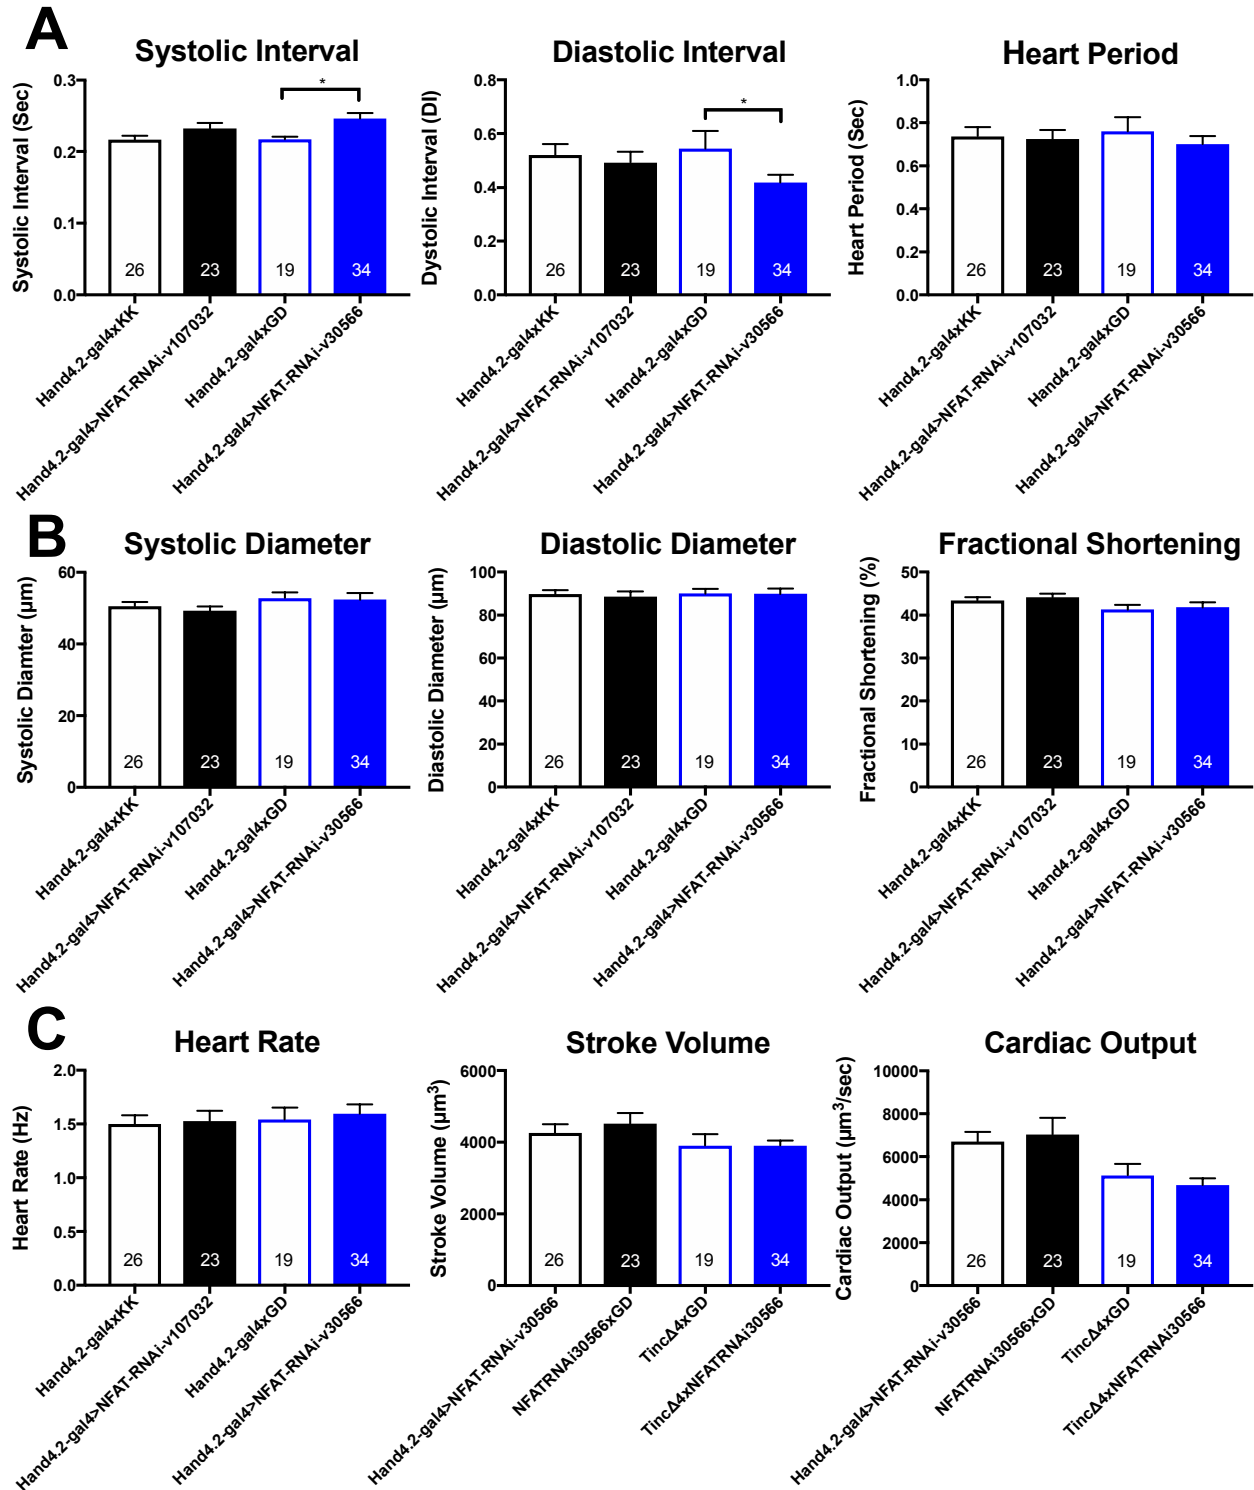 A
Systolic Interval
Systolic Interval (Sec)
0.3
0.2
0.1
0.0
*
26
23
19
34
Hand4.2-gal4xKK
Hand4.2-gal4>NFAT-RNAi-v107032
Hand4.2-gal4xGD
Hand4.2-gal4>NFAT-RNAi-v30566
Diastolic Interval
Dystolic Interval (DI)
0.8
0.6
0.4
0.2
0.0
*
26
23
19
34
Hand4.2-gal4xKK
Hand4.2-gal4>NFAT-RNAi-v107032
Hand4.2-gal4xGD
Hand4.2-gal4>NFAT-RNAi-v30566
Heart Period
Heart Period (Sec)
1.0
0.8
0.6
0.4
0.2
0.0
26
23
19
34
Hand4.2-gal4xKK
Hand4.2-gal4>NFAT-RNAi-v107032
Hand4.2-gal4xGD
Hand4.2-gal4>NFAT-RNAi-v30566
B
Systolic Diameter
Systolic Diamter (µm)
60
40
20
0
26
23
19
34
Hand4.2-gal4xKK
Hand4.2-gal4>NFAT-RNAi-v107032
Hand4.2-gal4xGD
Hand4.2-gal4>NFAT-RNAi-v30566
Diastolic Diameter
Diastolic Diameter (µm)
100
80
60
40
20
0
26
23
19
34
Hand4.2-gal4xKK
Hand4.2-gal4>NFAT-RNAi-v107032
Hand4.2-gal4xGD
Hand4.2-gal4>NFAT-RNAi-v30566
Fractional Shortening
Fractional Shortening (%)
50
40
30
20
10
0
26
23
19
34
Hand4.2-gal4xKK
Hand4.2-gal4>NFAT-RNAi-v107032
Hand4.2-gal4xGD
Hand4.2-gal4>NFAT-RNAi-v30566
C
Heart Rate
Heart Rate (Hz)
2.0
1.5
1.0
0.5
0.0
26
23
19
34
Hand4.2-gal4xKK
Hand4.2-gal4>NFAT-RNAi-v107032
Hand4.2-gal4xGD
Hand4.2-gal4>NFAT-RNAi-v30566
Stroke Volume
Stroke Volume (µm³)
6000
4000
2000
0
26
23
19
34
Hand4.2-gal4>NFAT-RNAi-v30566
NFATRNAi30566xGD
TincΔ4xGD
TincΔ4xNFATRNAi30566
Cardiac Output
Cardiac Output (µm³/sec)
10000
8000
6000
4000
2000
0
26
23
19
34
Hand4.2-gal4>NFAT-RNAi-v30566
NFATRNAi30566xGD
TincΔ4xGD
TincΔ4xNFATRNAi30566